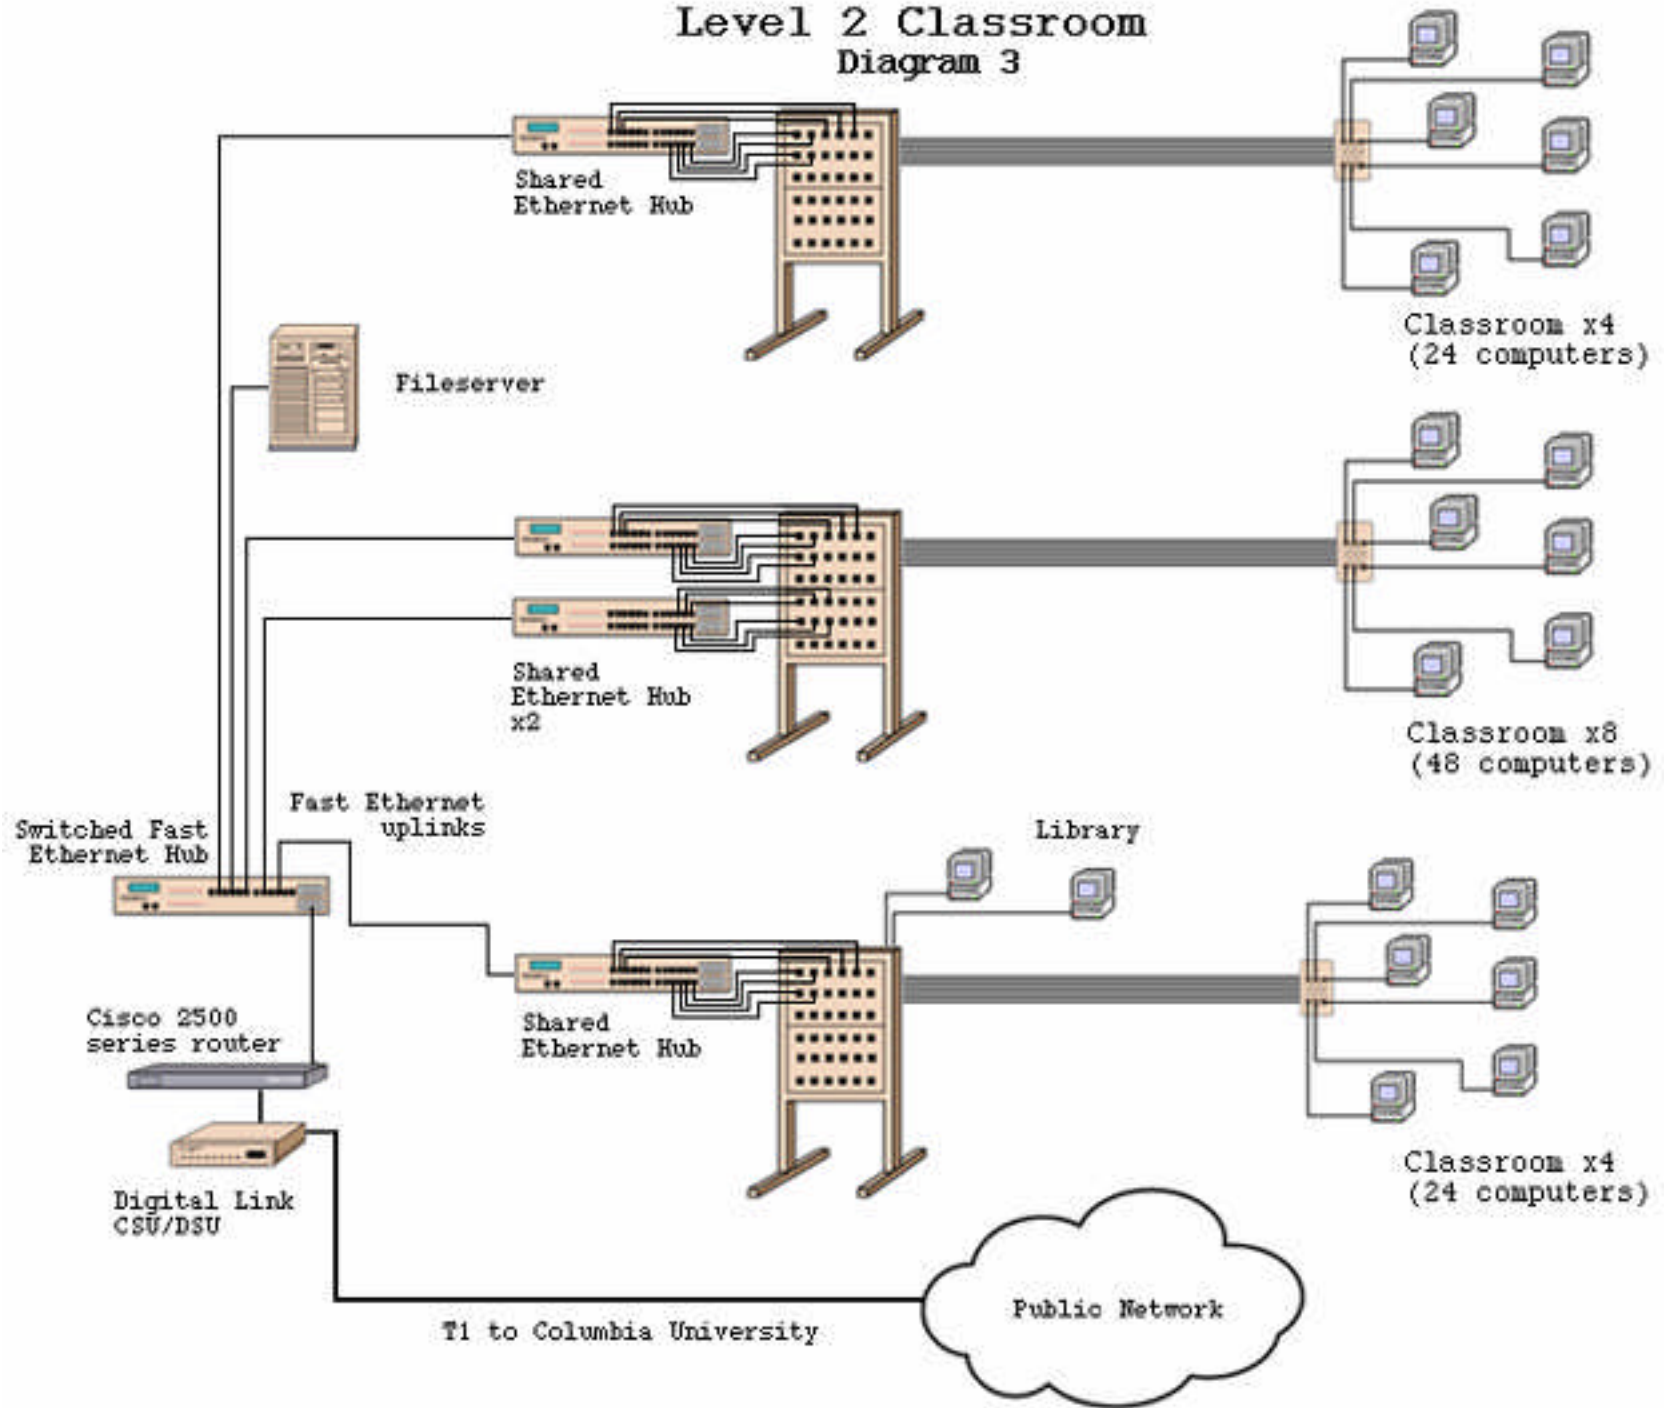 Level 2 Classroom
Diagram 3
Shared
Ethernet Hub
Classroom x4
(24 computers)
Fileserver
Shared
Ethernet Hub
x2
Classroom x8
(48 computers)
Fast Ethernet
uplinks
Switched Fast
Ethernet Hub
Library
Cisco 2500
series router
Shared
Ethernet Hub
Digital Link
CSU/DSU
Classroom x4
(24 computers)
Public Network
T1 to Columbia University